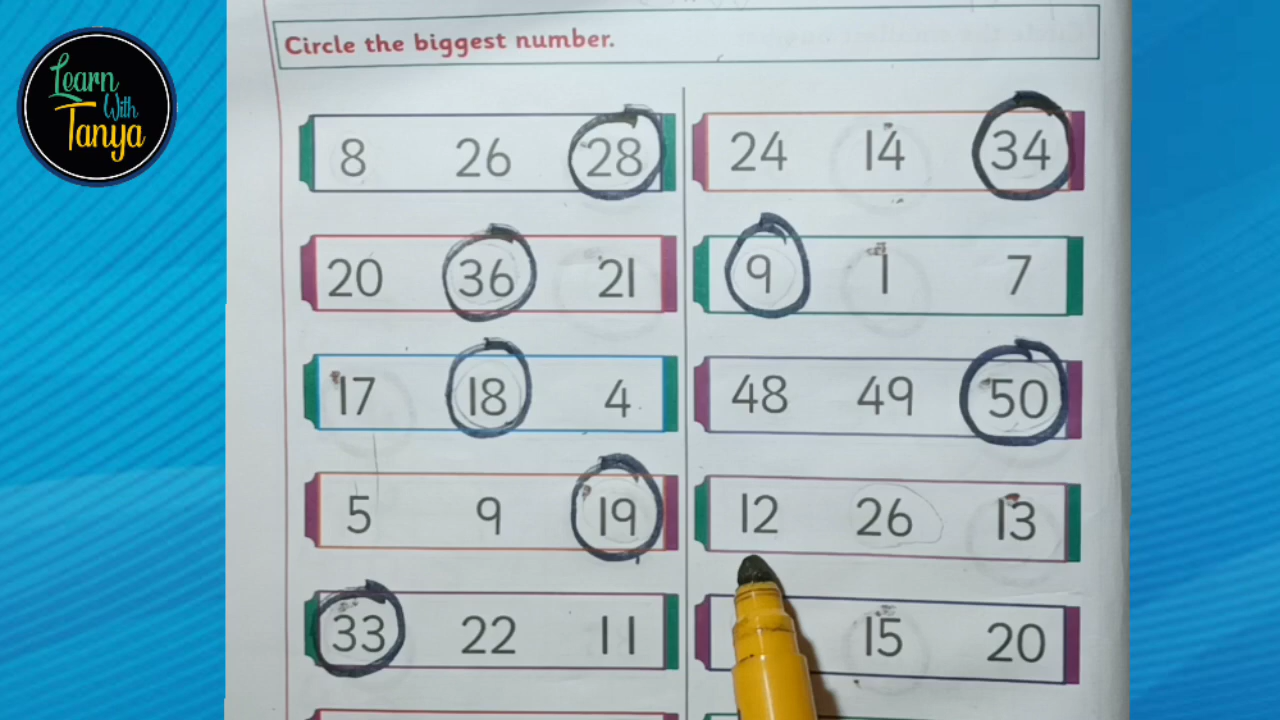 Learn
With
Tanya
Circle the biggest number.
8 26 28
24 14 34
20 36 21
9 1 7
17 18 4
48 49 50
5 9 19
12 26 13
33 22 11
15 20